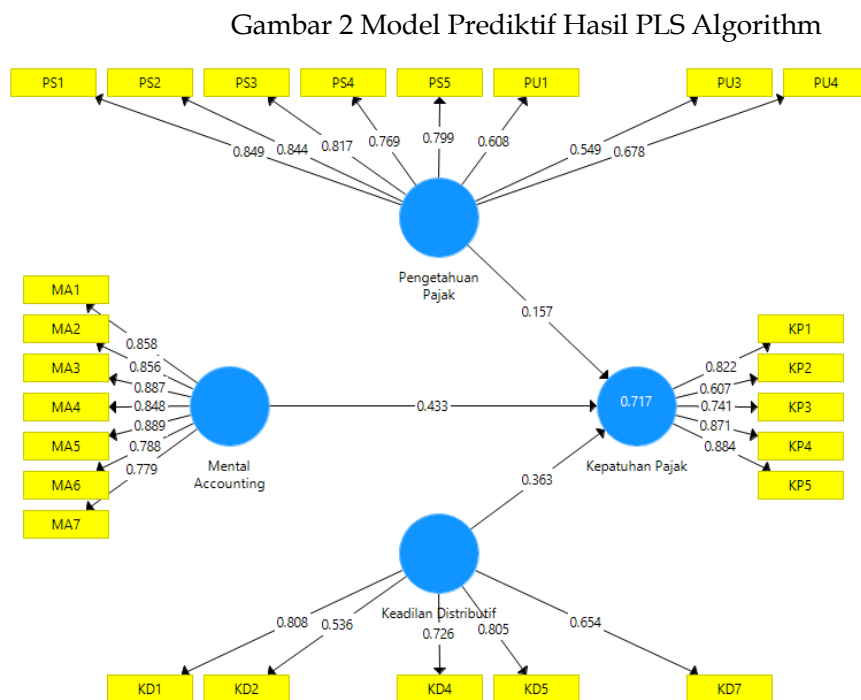 Gambar 2 Model Prediktif Hasil PLS Algorithm
PS1 PS2 PS3 PS4 PS5 PU1 PU3 PU4
0.849 0.844 0.817 0.769 0.799 0.608 0.549 0.678
Pengetahuan
Pajak
0.157
MA1
MA2
MA3
MA4
MA5
MA6
MA7
0.858
0.856
0.887
0.848
0.889
0.788
0.779
Mental
Accounting
0.433
0.717
Kepatuhan Pajak
0.822
0.607
0.741
0.871
0.884
KP1
KP2
KP3
KP4
KP5
0.363
Keadilan Distributif
0.808 0.536 0.726 0.805 0.654
KD1 KD2 KD4 KD5 KD7